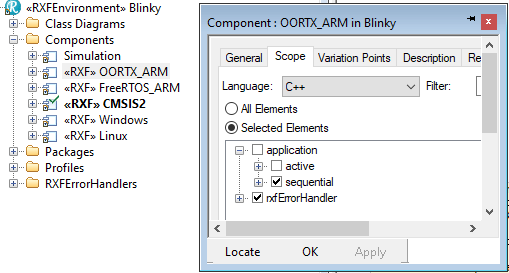 «RXFEnvironment» Blinky
Class Diagrams
Components
Simulation
«RXF» OORTX_ARM
«RXF» FreeRTOS_ARM
«RXF» CMSIS2
«RXF» Windows
«RXF» Linux
Packages
Profiles
RXFErrorHandlers
Component : OORTX_ARM in Blinky
General Scope Variation Points Description Re
Language: C++ Filter:
All Elements
Selected Elements
application
active
sequential
rxfErrorHandler
Locate OK Apply